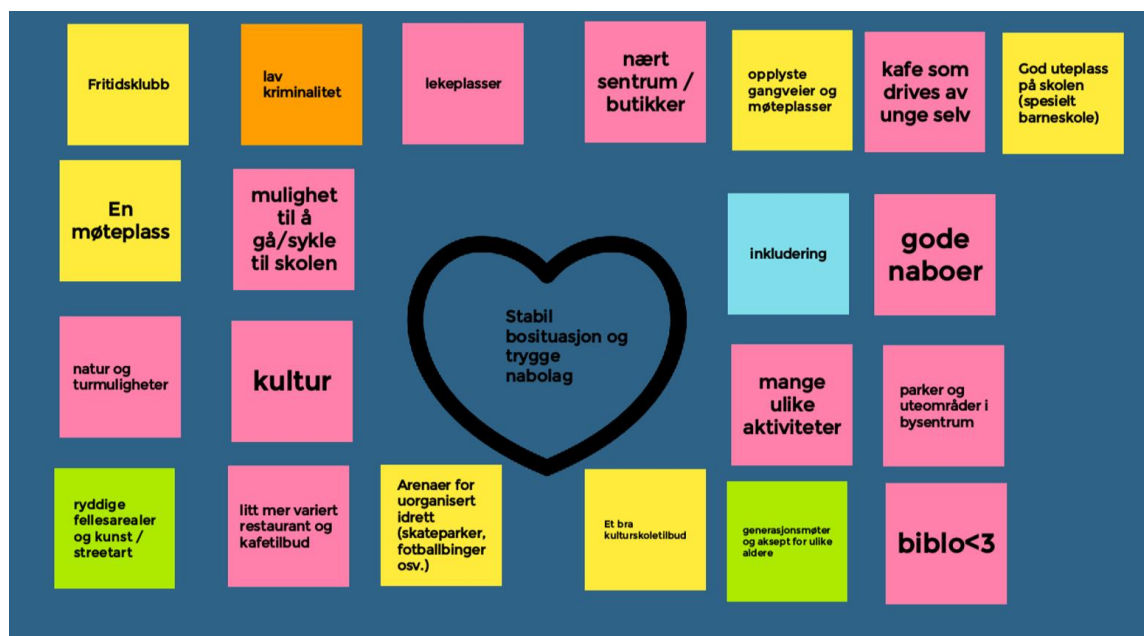 Fritidsklubb
lav
kriminalitet
lekeplasser
nært
sentrum /
butikker
opplyste
gangveier og
møteplasser
kafe som
drives av
unge selv
God uteplass
på skolen
(spesielt
barneskole)
En
møteplass
mulighet
til å
gå/sykle
til skolen
inkludering
gode
naboer
Stabil
bosituasjon og
trygge
nabolag
natur og
turmuligheter
kultur
mange
ulike
aktiviteter
parker og
uteområder i
bysentrum
ryddige
fellesarealer
og kunst /
streetart
litt mer variert
restaurant og
kafetilbud
Arenaer for
uorganisert
idrett
(skateparker,
fotballbinger
osv.)
Et bra
kulturskoletilbud
generasjonsmøter
og aksept for ulike
aldere
biblo<3